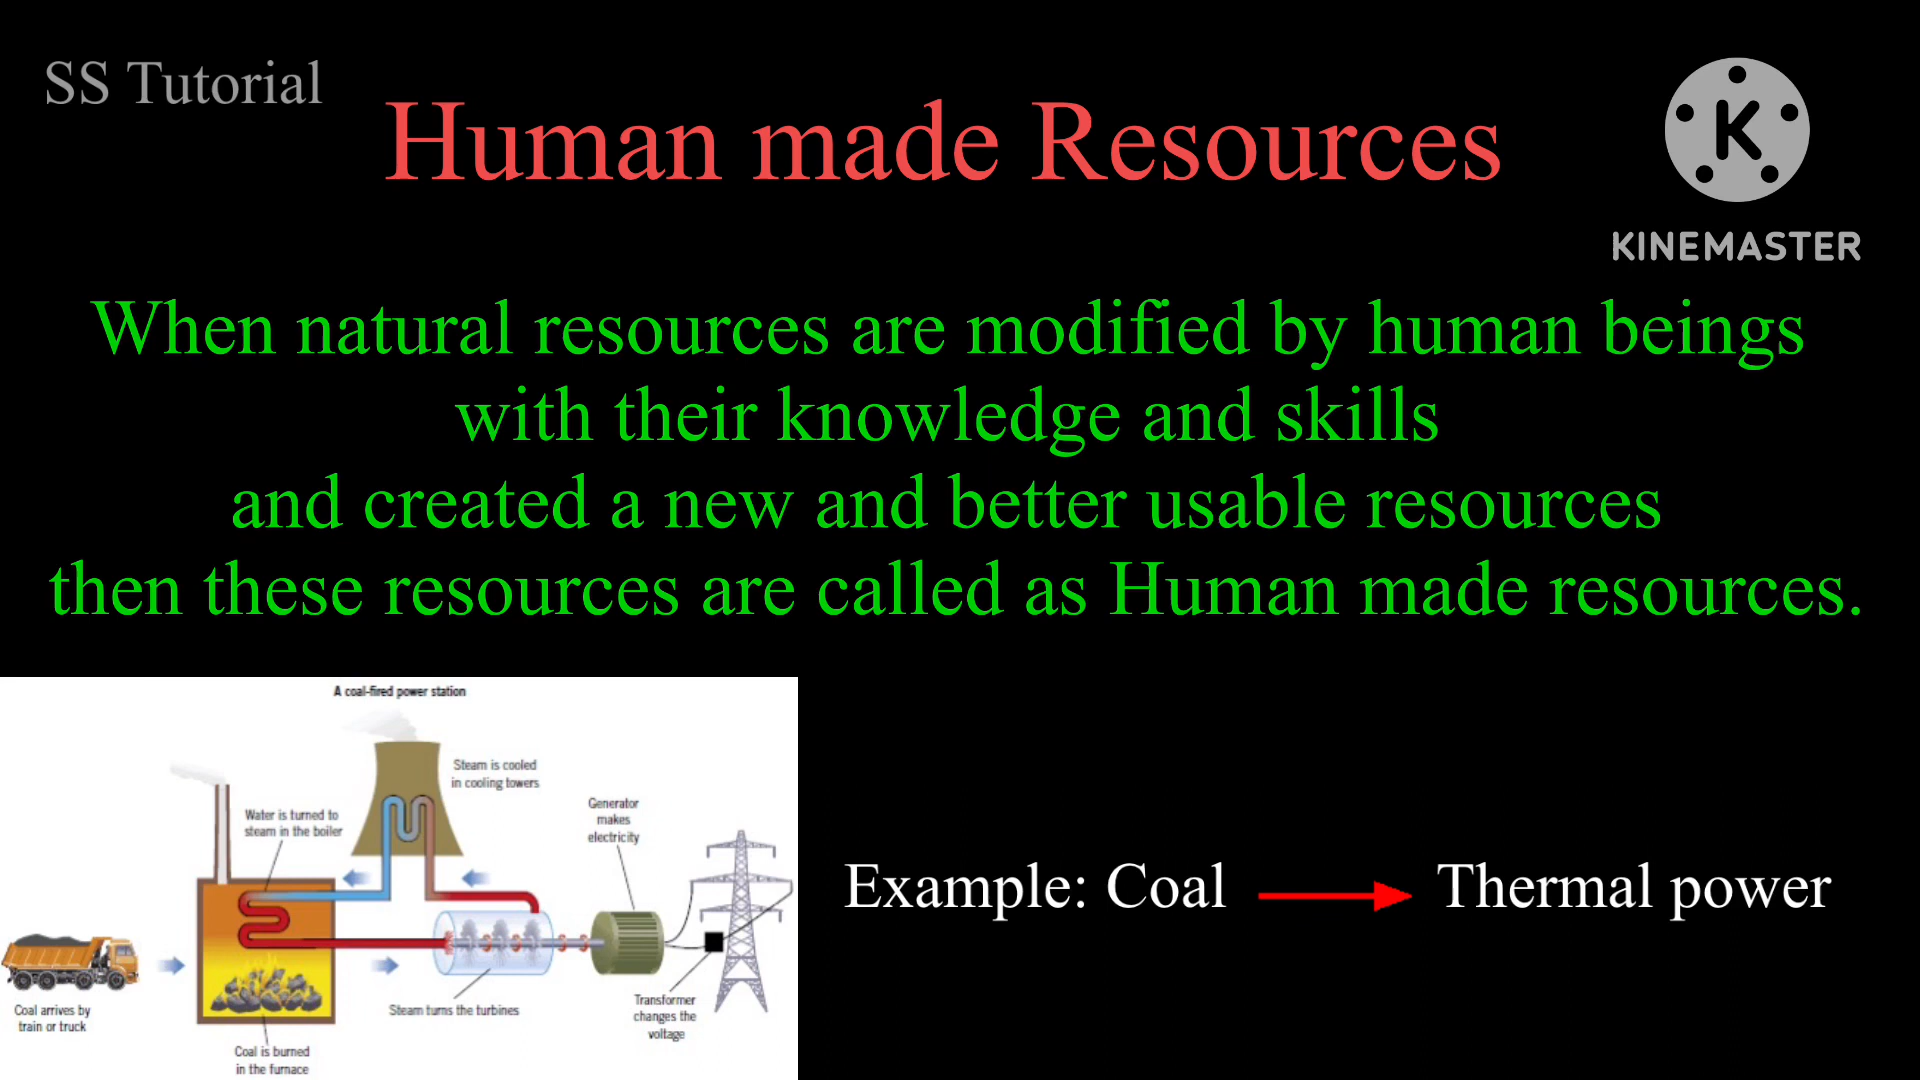 SS Tutorial
Human made Resources
K
KINEMASTER
When natural resources are modified by human beings
with their knowledge and skills
and created a new and better usable resources
then these resources are called as Human made resources.
A coal-fired power station
Steam is cooled
in cooling towers
Generator
makes
electricity
Water is turned to
steam in the boiler
Example: Coal
Thermal power
Coal arrives by
train or truck
Steam turns the turbines
Transformer
changes the
voltage
Coal is burned
in the furnace